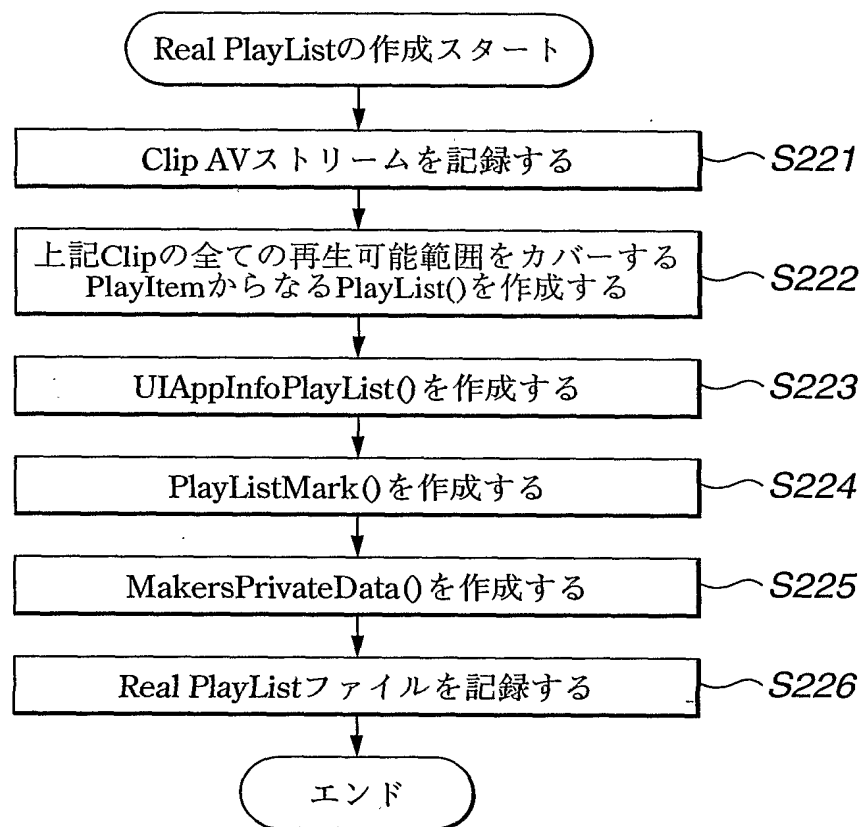 Real PlayListの作成スタート
Clip AVストリームを記録する
S221
上記Clipの全ての再生可能範囲をカバーする
PlayItemからなるPlayList()を作成する
S222
UIAppInfoPlayList()を作成する
S223
PlayListMark()を作成する
S224
MakersPrivateData()を作成する
S225
Real PlayListファイルを記録する
S226
エンド